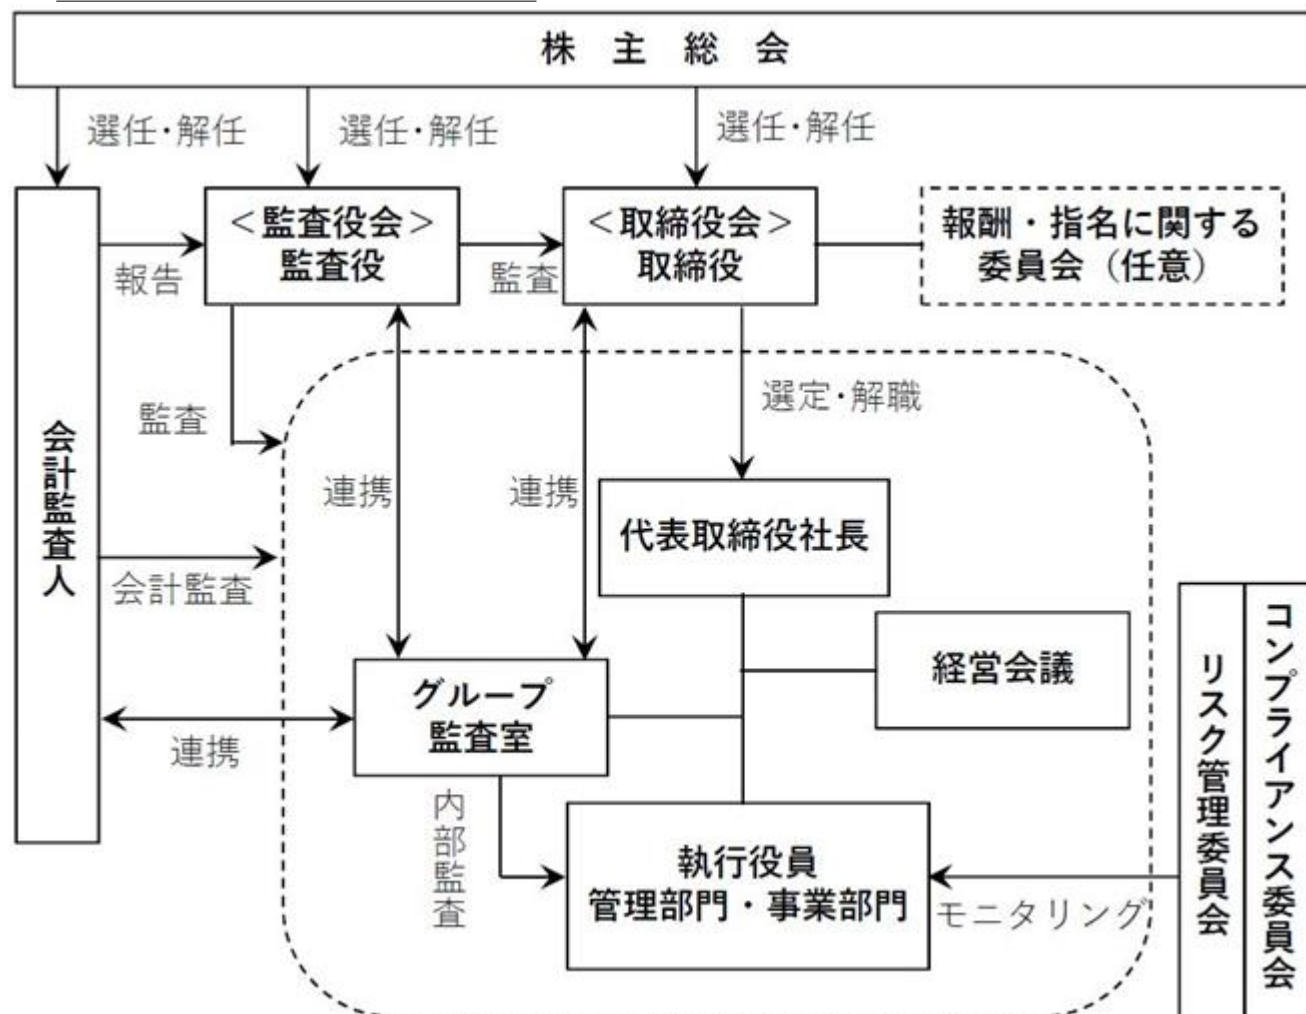 株 主 総 会
選任・解任
選任・解任
選任・解任
＜監査役会＞
監査役
＜取締役会＞
取締役
報酬・指名に関する
委員会（任意）
報告
監査
選定・解職
監査
会計監査人
連携
連携
代表取締役社長
会計監査
経営会議
グループ
監査室
連携
内部監査
執行役員
管理部門・事業部門
モニタリング
リスク管理委員会
コンプライアンス委員会